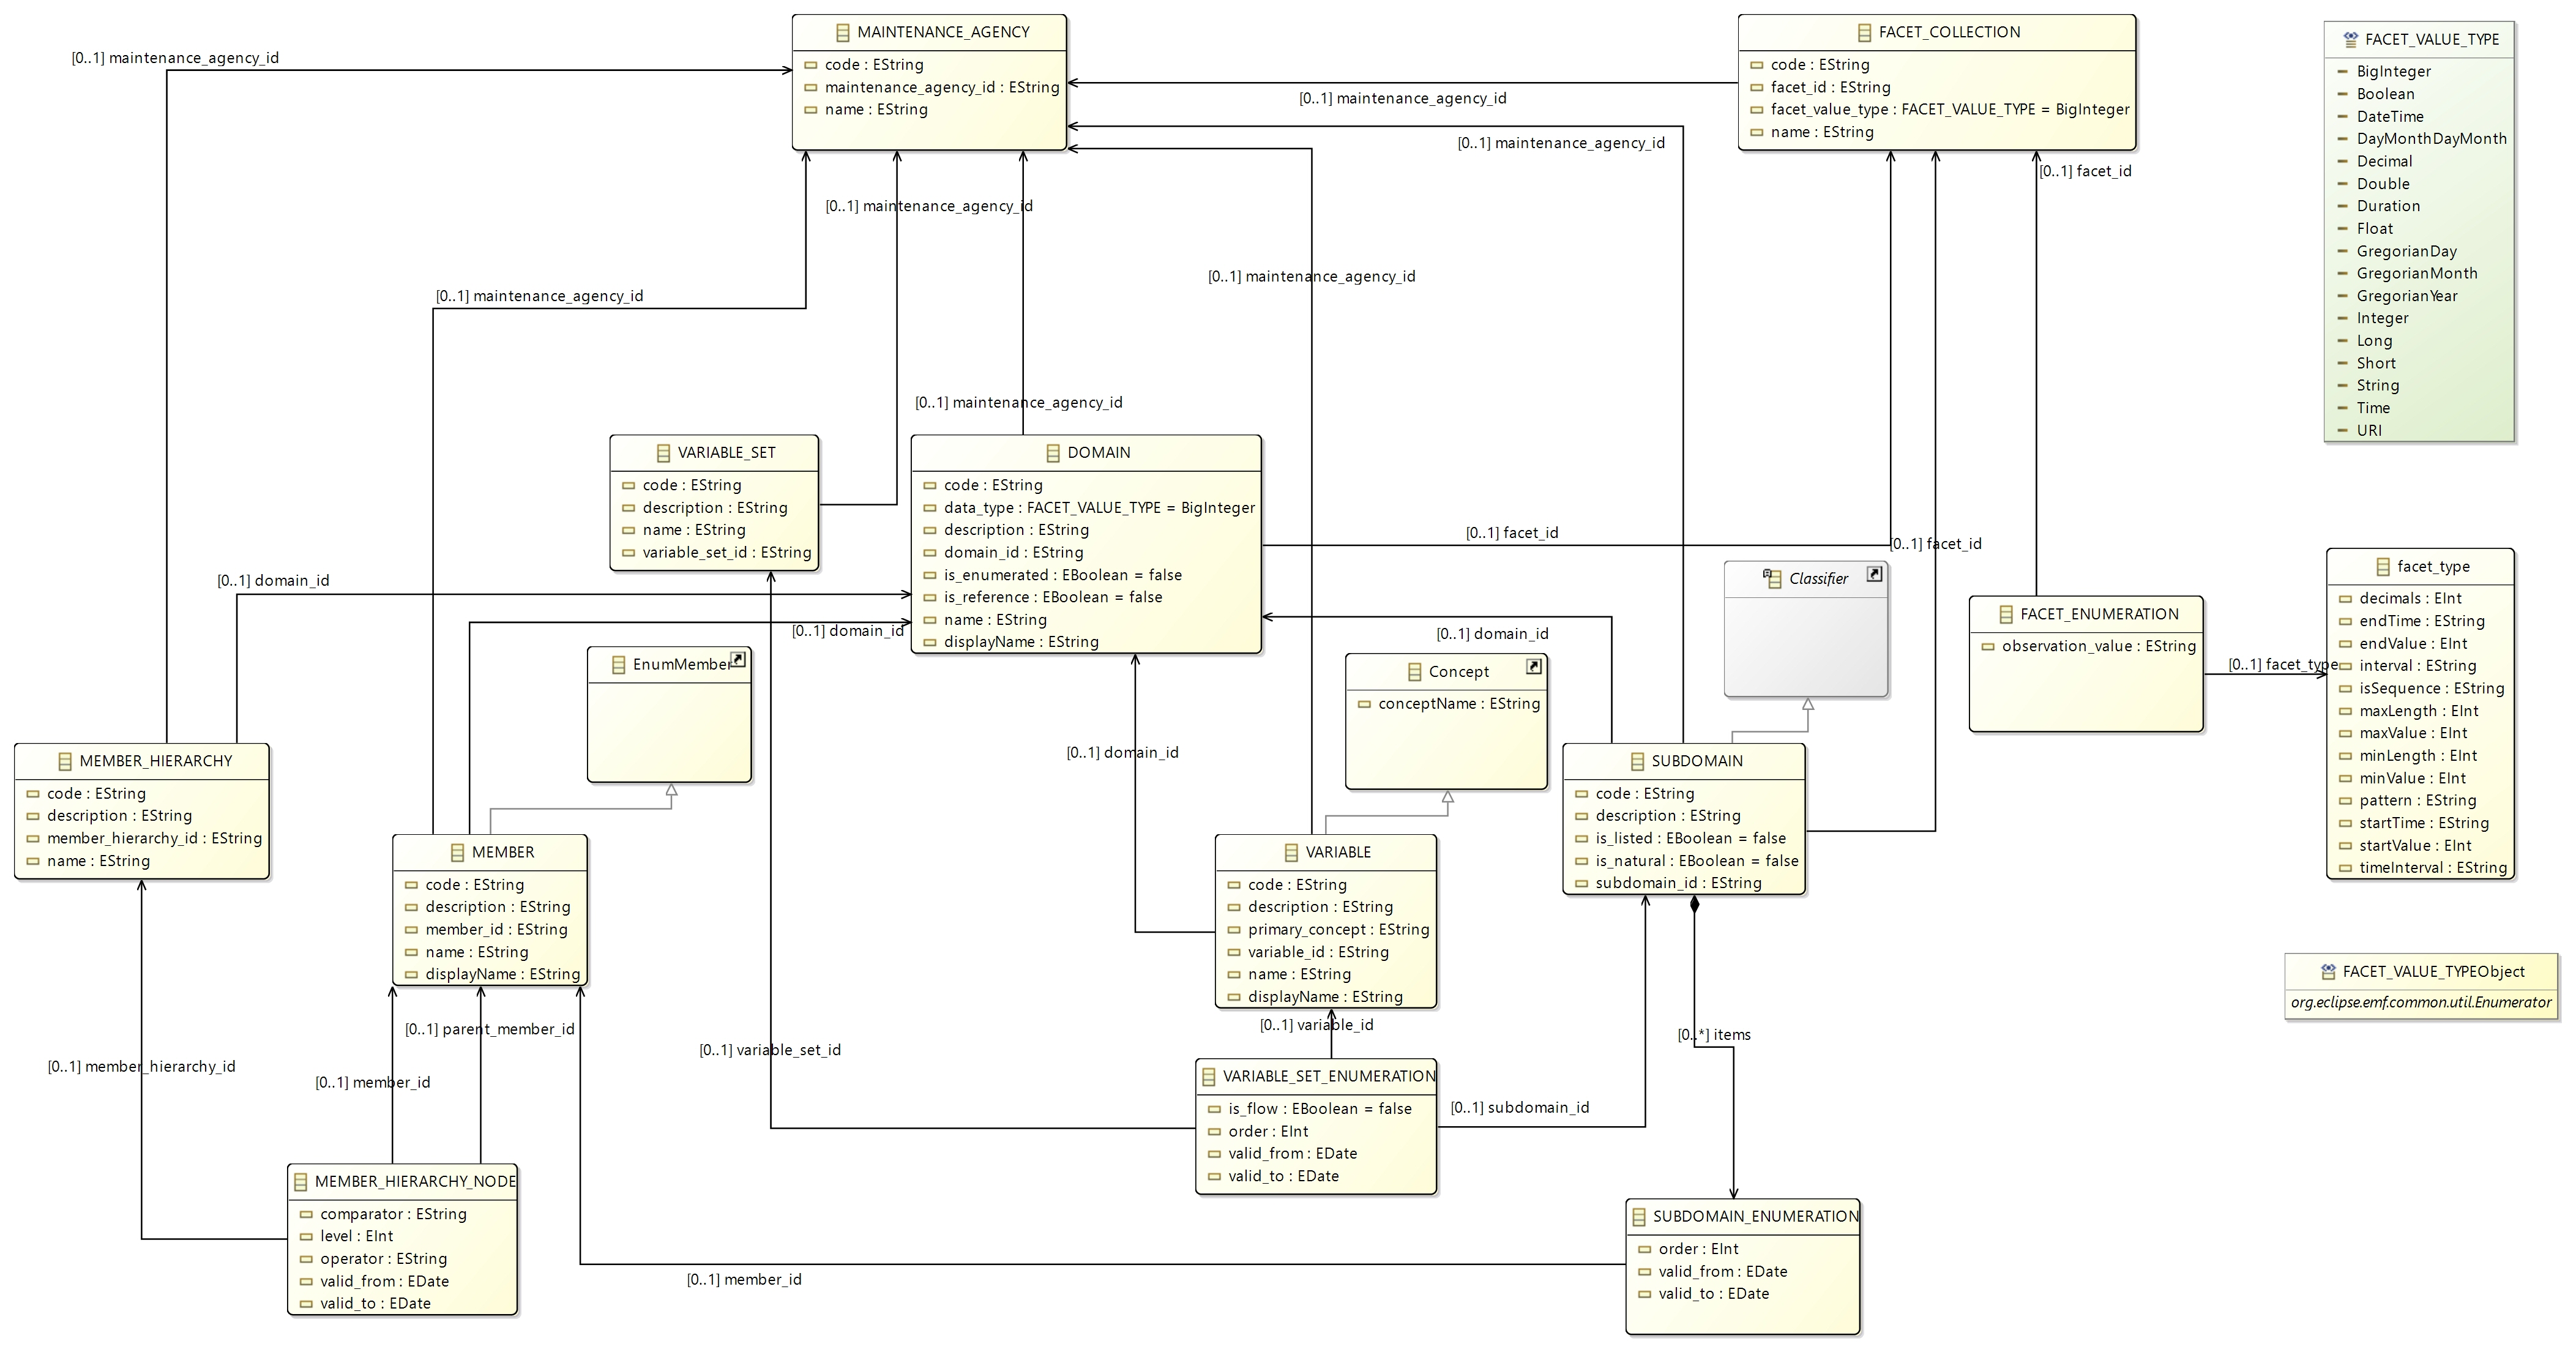 MAINTENANCE_AGENCY
code : EString
maintenance_agency_id : EString
name : EString
FACET_COLLECTION
code : EString
facet_id : EString
facet_value_type : FACET_VALUE_TYPE = BigInteger
name : EString
FACET_VALUE_TYPE
BigInteger
Boolean
DateTime
DayMonthDayMonth
Decimal
Double
Duration
Float
GregorianDay
GregorianMonth
GregorianYear
Integer
Long
Short
String
Time
URI
[0..1] maintenance_agency_id
[0..1] maintenance_agency_id
[0..1] maintenance_agency_id
[0..1] facet_id
[0..1] maintenance_agency_id
[0..1] maintenance_agency_id
[0..1] maintenance_agency_id
[0..1] maintenance_agency_id
VARIABLE_SET
code : EString
description : EString
name : EString
variable_set_id : EString
DOMAIN
code : EString
data_type : FACET_VALUE_TYPE = BigInteger
description : EString
domain_id : EString
is_enumerated : EBoolean = false
is_reference : EBoolean = false
name : EString
displayName : EString
[0..1] facet_id
[0..1] facet_id
[0..1] domain_id
[0..1] domain_id
[0..1] domain_id
Classifier
FACET_ENUMERATION
observation_value : EString
[0..1] facet_type
facet_type
decimals : EInt
endTime : EString
endValue : EInt
interval : EString
isSequence : EString
maxLength : EInt
maxValue : EInt
minLength : EInt
minValue : EInt
pattern : EString
startTime : EString
startValue : EInt
timeInterval : EString
EnumMember
Concept
conceptName : EString
[0..1] domain_id
MEMBER_HIERARCHY
code : EString
description : EString
member_hierarchy_id : EString
name : EString
MEMBER
code : EString
description : EString
member_id : EString
name : EString
displayName : EString
VARIABLE
code : EString
description : EString
primary_concept : EString
variable_id : EString
name : EString
displayName : EString
SUBDOMAIN
code : EString
description : EString
is_listed : EBoolean = false
is_natural : EBoolean = false
subdomain_id : EString
FACET_VALUE_TYPEObject
org.eclipse.emf.common.util.Enumerator
[0..1] parent_member_id
[0..1] member_hierarchy_id
[0..1] member_id
[0..1] variable_set_id
[0..1] variable_id
[0..*] items
VARIABLE_SET_ENUMERATION
is_flow : EBoolean = false
order : EInt
valid_from : EDate
valid_to : EDate
[0..1] subdomain_id
MEMBER_HIERARCHY_NODE
comparator : EString
level : EInt
operator : EString
valid_from : EDate
valid_to : EDate
[0..1] member_id
SUBDOMAIN_ENUMERATION
order : EInt
valid_from : EDate
valid_to : EDate